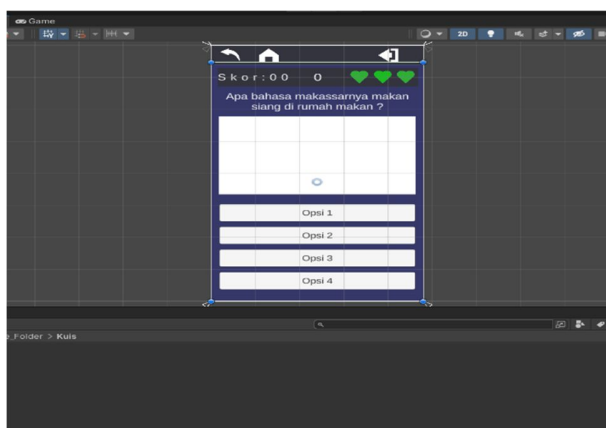 Game
2D
Skor:00 0
Apa bahasa makassarnya makan
siang di rumah makan ?
Opsi 1
Opsi 2
Opsi 3
Opsi 4
_Folder > Kuis